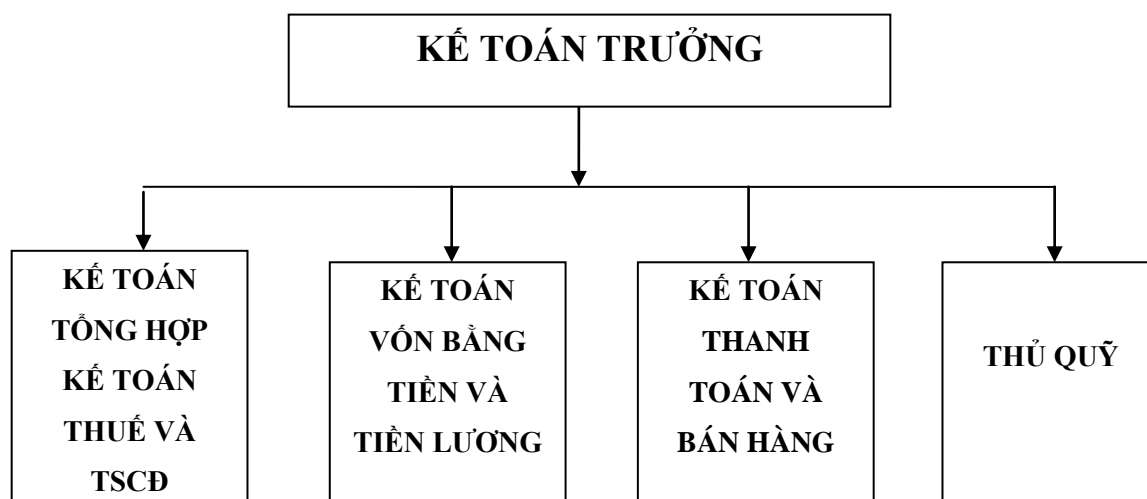 KẾ TOÁN TRƯỞNG
KẾ TOÁN
TỔNG HỢP
KẾ TOÁN
THUẾ VÀ
TSCĐ
KẾ TOÁN
VỐN BẰNG
TIỀN VÀ
TIỀN LƯƠNG
KẾ TOÁN
THANH
TOÁN VÀ
BÁN HÀNG
THỦ QUỸ